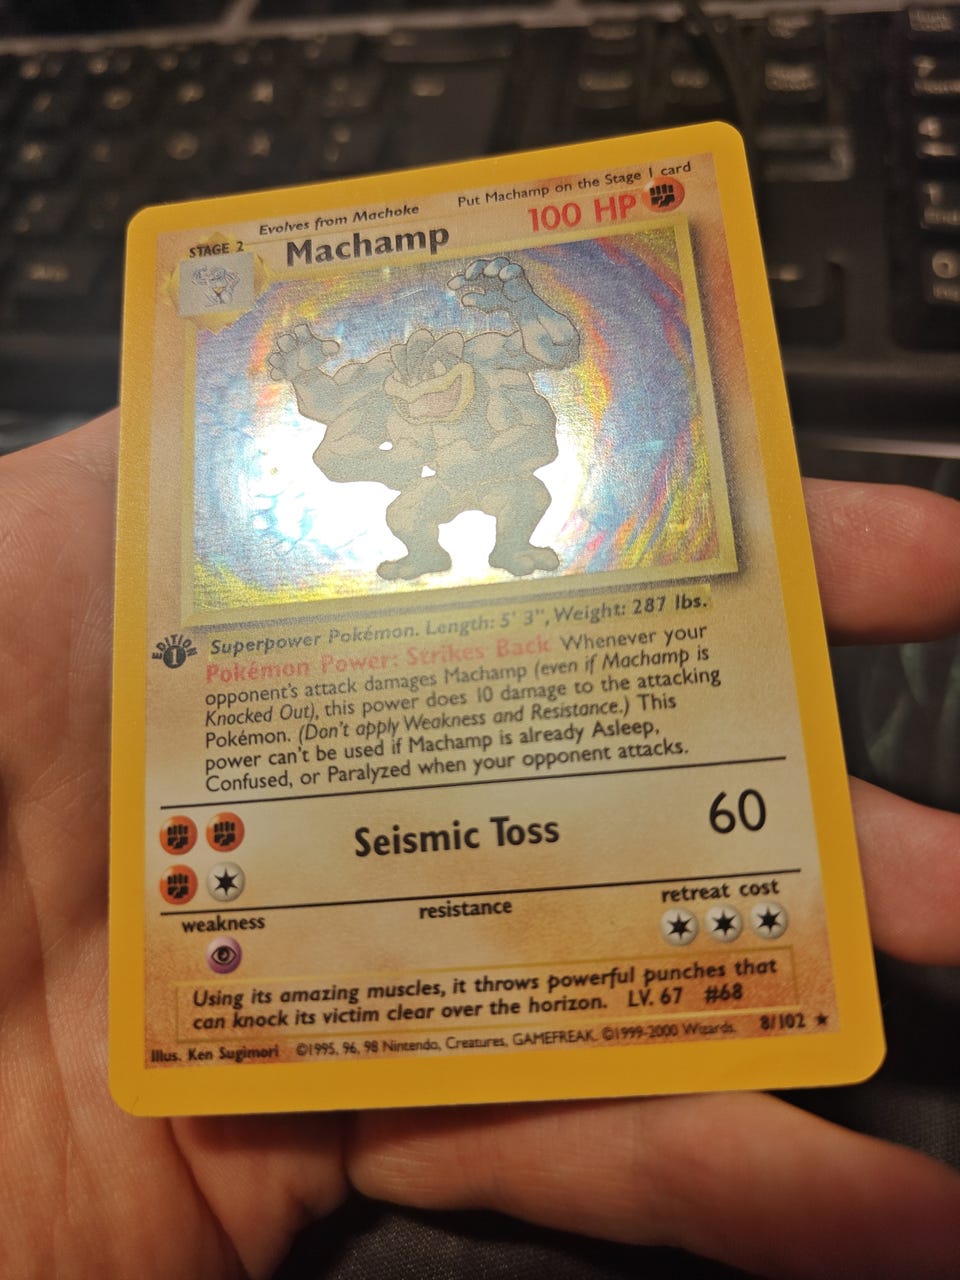 Evolves from Machoke
Put Machamp on the Stage 1 card
STAGE 2
Machamp
100 HP
Superpower Pokémon. Length: 5' 3", Weight: 287 lbs.
EDITION
1
Pokémon Power: Strikes Back Whenever your
opponent's attack damages Machamp (even if Machamp is
Knocked Out), this power does 10 damage to the attacking
Pokémon. (Don't apply Weakness and Resistance.) This
power can't be used if Machamp is already Asleep,
Confused, or Paralyzed when your opponent attacks.
Seismic Toss
60
weakness
resistance
retreat cost
Using its amazing muscles, it throws powerful punches that
can knock its victim clear over the horizon. LV. 67 #68
Illus. Ken Sugimori ©1995, 96, 98 Nintendo, Creatures, GAMEFREAK. ©1999-2000 Wizards. 8/102